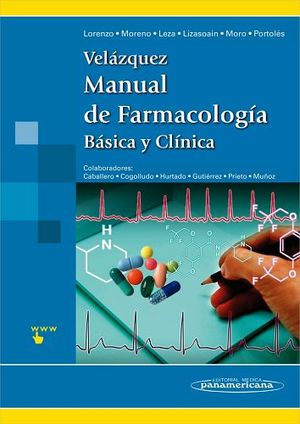 Lorenzo • Moreno • Leza • Lizasoain • Moro • Portolés
Velázquez
Manual
de Farmacología
Básica y Clínica
Colaboradores:
Caballero • Cogolludo • Hurtado • Gutiérrez • Prieto • Muñoz
www
EDITORIAL MEDICA
panamericana